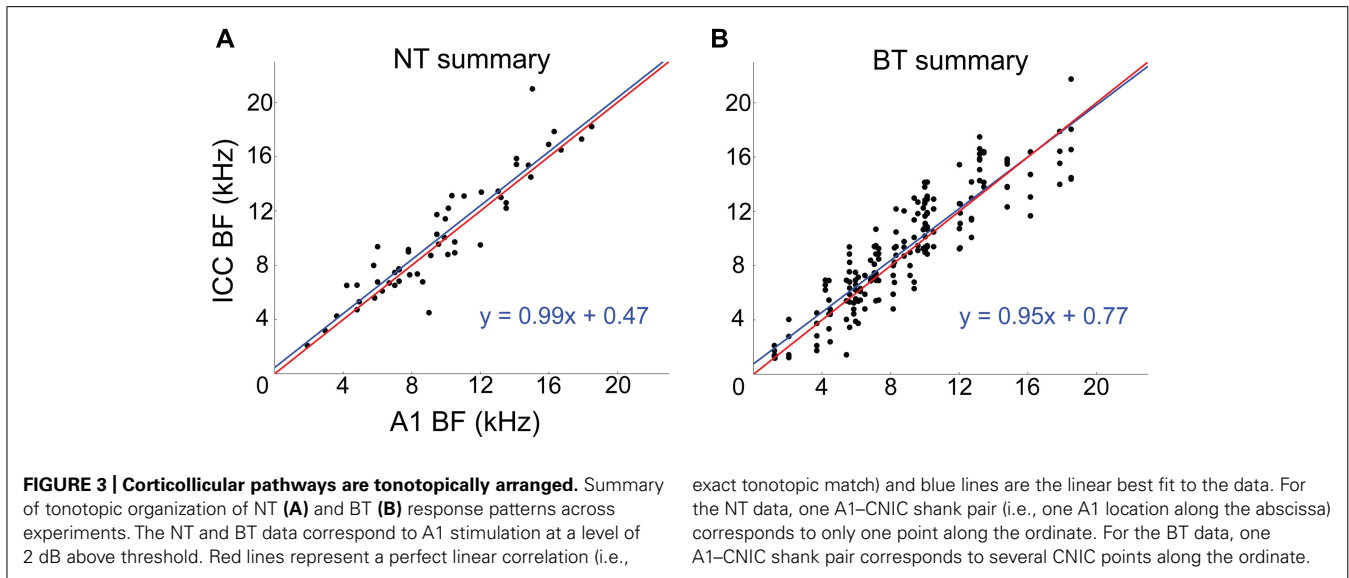 A
NT summary
ICC BF (kHz)
20
16
12
8
4
0
4
8
12
16
20
y = 0.99x + 0.47
A1 BF (kHz)
B
BT summary
20
16
12
8
4
0
4
8
12
16
20
y = 0.95x + 0.77
FIGURE 3 | Corticollicular pathways are tonotopically arranged. Summary
of tonotopic organization of NT (A) and BT (B) response patterns across
experiments. The NT and BT data correspond to A1 stimulation at a level of
2 dB above threshold. Red lines represent a perfect linear correlation (i.e.,
exact tonotopic match) and blue lines are the linear best fit to the data. For
the NT data, one A1–CNIC shank pair (i.e., one A1 location along the abscissa)
corresponds to only one point along the ordinate. For the BT data, one
A1–CNIC shank pair corresponds to several CNIC points along the ordinate.